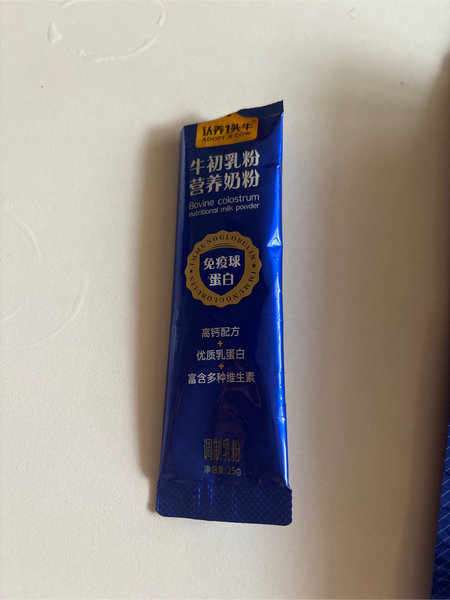 认养1头牛®
ADOPT A COW
牛初乳粉
营养奶粉
Bovine colostrum
nutritional milk powder
IMMUNOGLOBULIN
免疫球
蛋白
IMMUNOGLOBULIN
高钙配方
+
优质乳蛋白
+
富含多种维生素
调制乳粉
净含量:25g